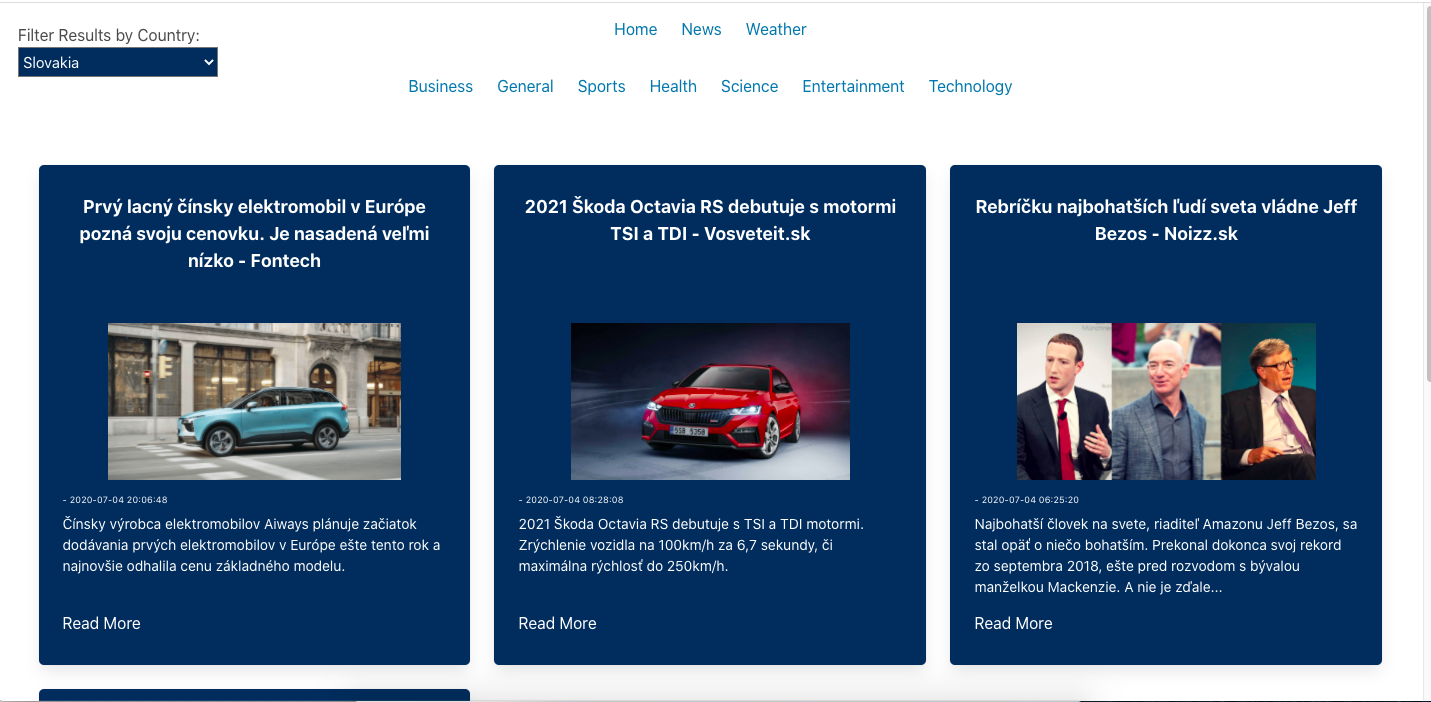 Filter Results by Country:
Slovakia
Home News Weather
Business General Sports Health Science Entertainment Technology
Prvý lacný čínsky elektromobil v Európe
pozná svoju cenovku. Je nasadená veľmi
nízko - Fontech
- 2020-07-04 20:06:48
Čínsky výrobca elektromobilov Aiways plánuje začiatok
dodávania prvých elektromobilov v Európe ešte tento rok a
najnovšie odhalila cenu základného modelu.
Read More
2021 Škoda Octavia RS debutuje s motormi
TSI a TDI - Vosveteit.sk
- 2020-07-04 08:28:08
2021 Škoda Octavia RS debutuje s TSI a TDI motormi.
Zrýchlenie vozidla na 100km/h za 6,7 sekundy, či
maximálna rýchlosť do 250km/h.
Read More
Rebríčku najbohatších ľudí sveta vládne Jeff
Bezos - Noizz.sk
- 2020-07-04 06:25:20
Najbohatší človek na svete, riaditeľ Amazonu Jeff Bezos, sa
stal opäť o niečo bohatším. Prekonal dokonca svoj rekord
zo septembra 2018, ešte pred rozvodom s bývalou
manželkou Mackenzie. A nie je zďale...
Read More